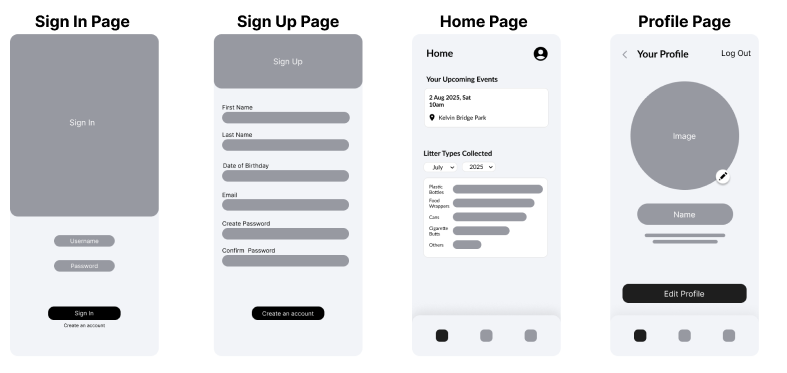 Sign In Page
Sign In
Username
Password
Sign In
Create an account
Sign Up Page
Sign Up
First Name
Last Name
Date of Birthday
Email
Create Password
Confirm Password
Create an account
Home Page
Home
Your Upcoming Events
2 Aug 2025, Sat
10am
Kelvin Bridge Park
Litter Types Collected
July 2025
Plastic
Bottles
Food
Wrappers
Cans
Cigarette
Butts
Others
Profile Page
Your Profile Log Out
Image
Name
Edit Profile